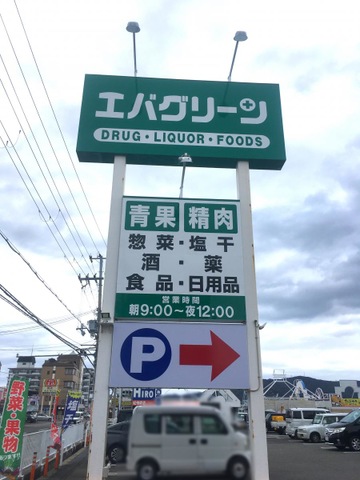 エバグリーン
DRUG・LIQUOR・FOODS
青果 精肉
惣菜・塩干
酒・薬
食品・日用品
営業時間
朝9:00〜夜12:00
P
HIRO
野菜・果物